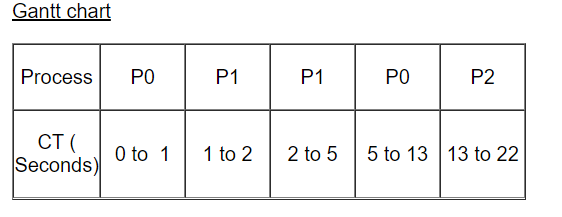 Gantt chart
Process P0 P1 P1 P0 P2
CT (
Seconds) 0 to 1 1 to 2 2 to 5 5 to 13 13 to 22